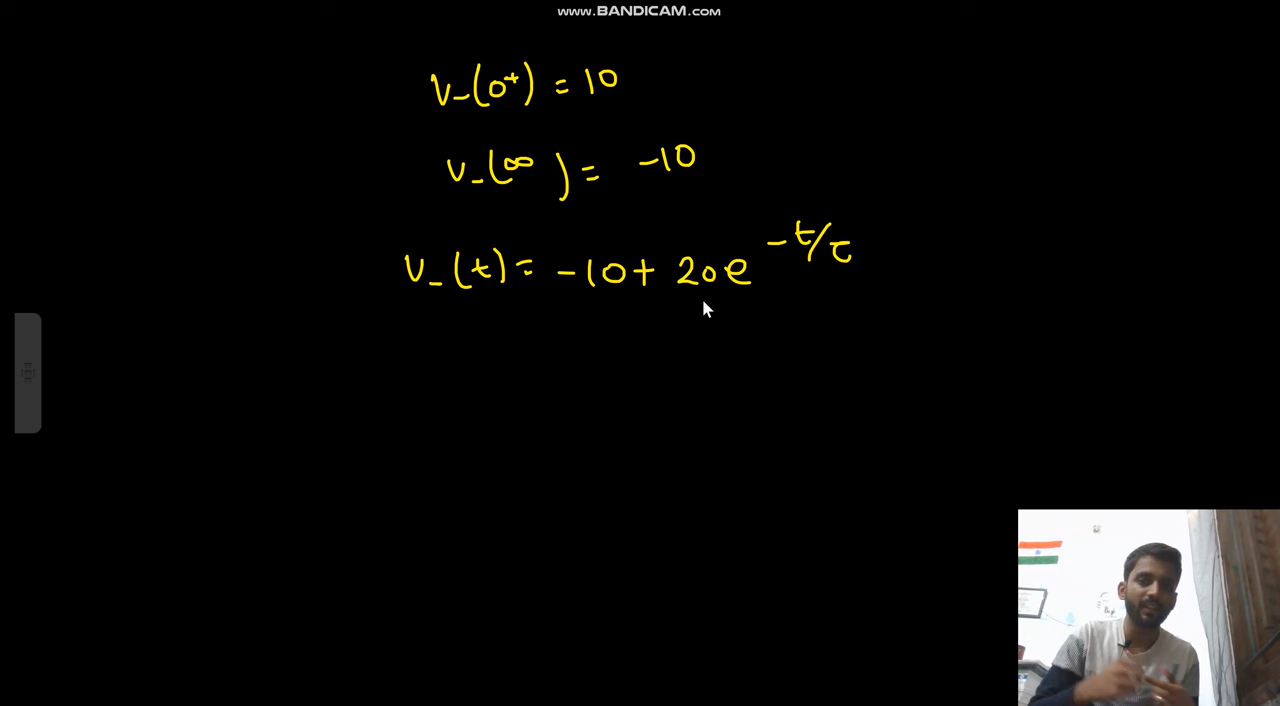 www.BANDICAM.com
V_(0⁺) = 10
V_(∞) = -10
V_(t) = -10 + 20e^(-t/τ)